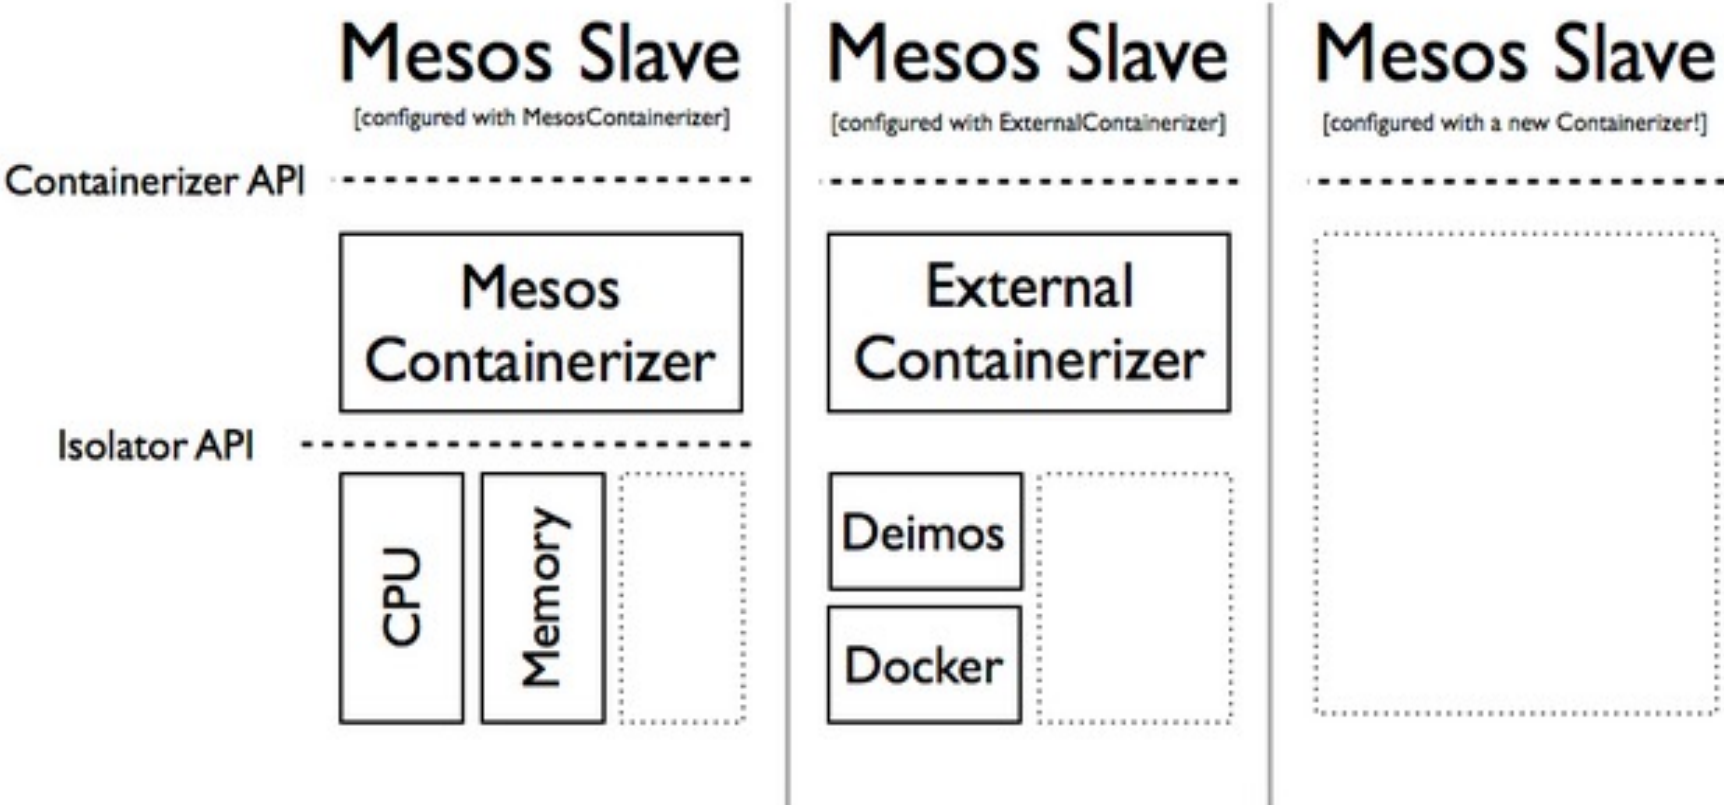 Mesos Slave
[configured with MesosContainerizer]
Mesos Slave
[configured with ExternalContainerizer]
Mesos Slave
[configured with a new Containerizer!]
Containerizer API
Mesos
Containerizer
External
Containerizer
Isolator API
CPU
Memory
Deimos
Docker